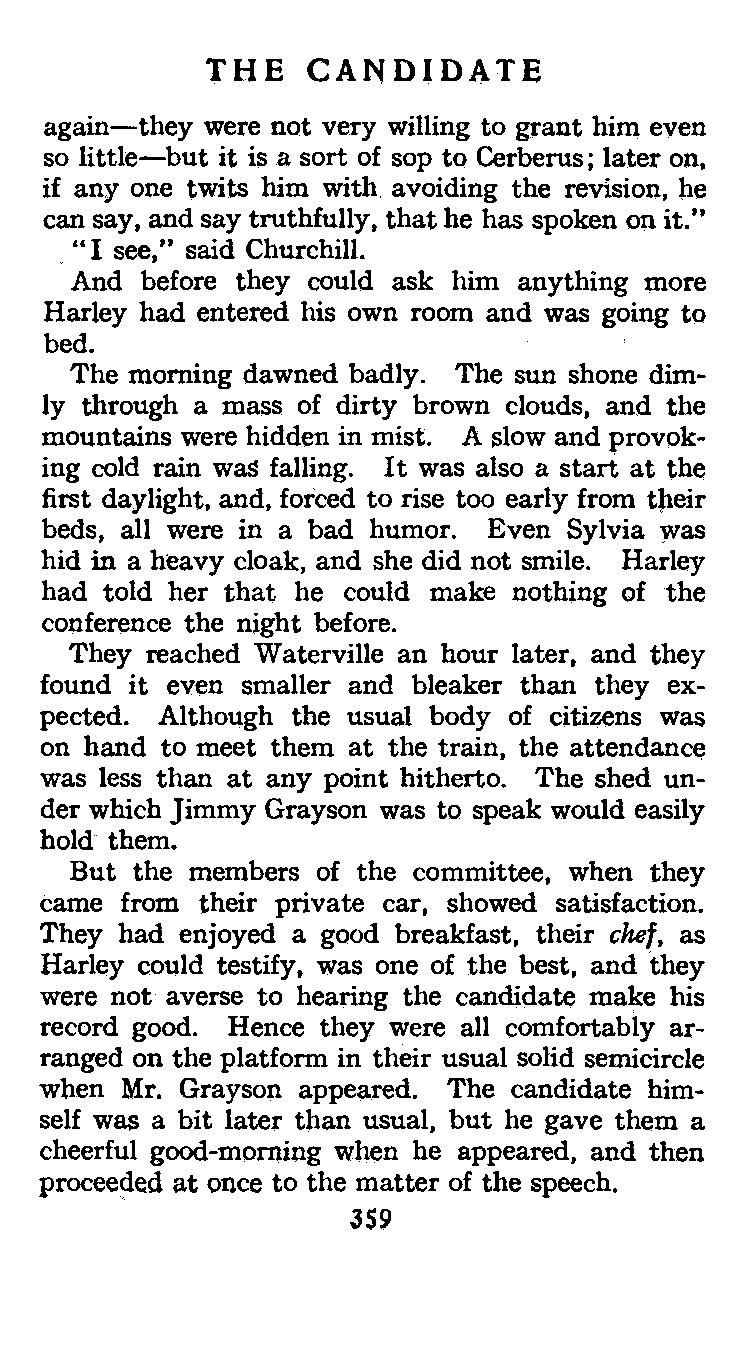 THE CANDIDATE
again—they were not very willing to grant him even
so little—but it is a sort of sop to Cerberus; later on,
if any one twits him with avoiding the revision, he
can say, and say truthfully, that he has spoken on it."
"I see," said Churchill.
And before they could ask him anything more
Harley had entered his own room and was going to
bed.
The morning dawned badly. The sun shone dim-
ly through a mass of dirty brown clouds, and the
mountains were hidden in mist. A slow and provok-
ing cold rain was falling. It was also a start at the
first daylight, and, forced to rise too early from their
beds, all were in a bad humor. Even Sylvia was
hid in a heavy cloak, and she did not smile. Harley
had told her that he could make nothing of the
conference the night before.
They reached Waterville an hour later, and they
found it even smaller and bleaker than they ex-
pected. Although the usual body of citizens was
on hand to meet them at the train, the attendance
was less than at any point hitherto. The shed un-
der which Jimmy Grayson was to speak would easily
hold them.
But the members of the committee, when they
came from their private car, showed satisfaction.
They had enjoyed a good breakfast, their chef, as
Harley could testify, was one of the best, and they
were not averse to hearing the candidate make his
record good. Hence they were all comfortably ar-
ranged on the platform in their usual solid semicircle
when Mr. Grayson appeared. The candidate him-
self was a bit later than usual, but he gave them a
cheerful good-morning when he appeared, and then
proceeded at once to the matter of the speech.
359